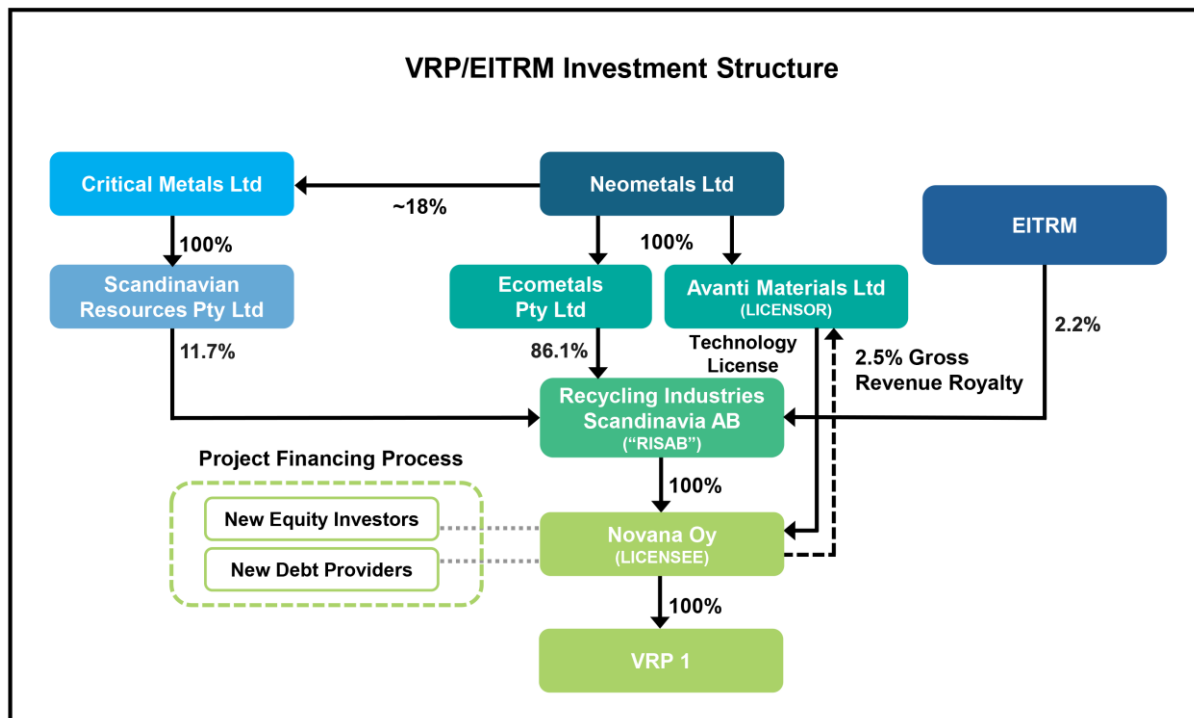 VRP/EITRM Investment Structure
Critical Metals Ltd
Neometals Ltd
~18%
EITRM
100%
100%
Scandinavian
Resources Pty Ltd
Ecometals
Pty Ltd
Avanti Materials Ltd
(LICENSOR)
11.7%
86.1%
Technology
License
2.5% Gross
Revenue Royalty
2.2%
Recycling Industries
Scandinavia AB
(“RISAB”)
Project Financing Process
100%
New Equity Investors
New Debt Providers
Novana Oy
(LICENSEE)
100%
VRP 1